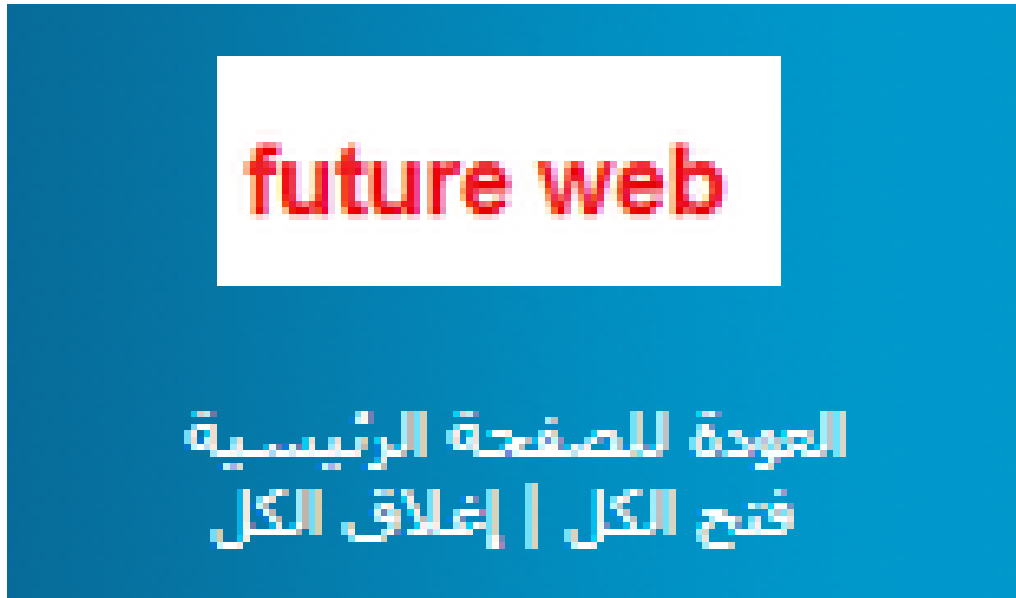 future web
العودة للصفحة الرئيسية
فتح الكل | إغلاق الكل